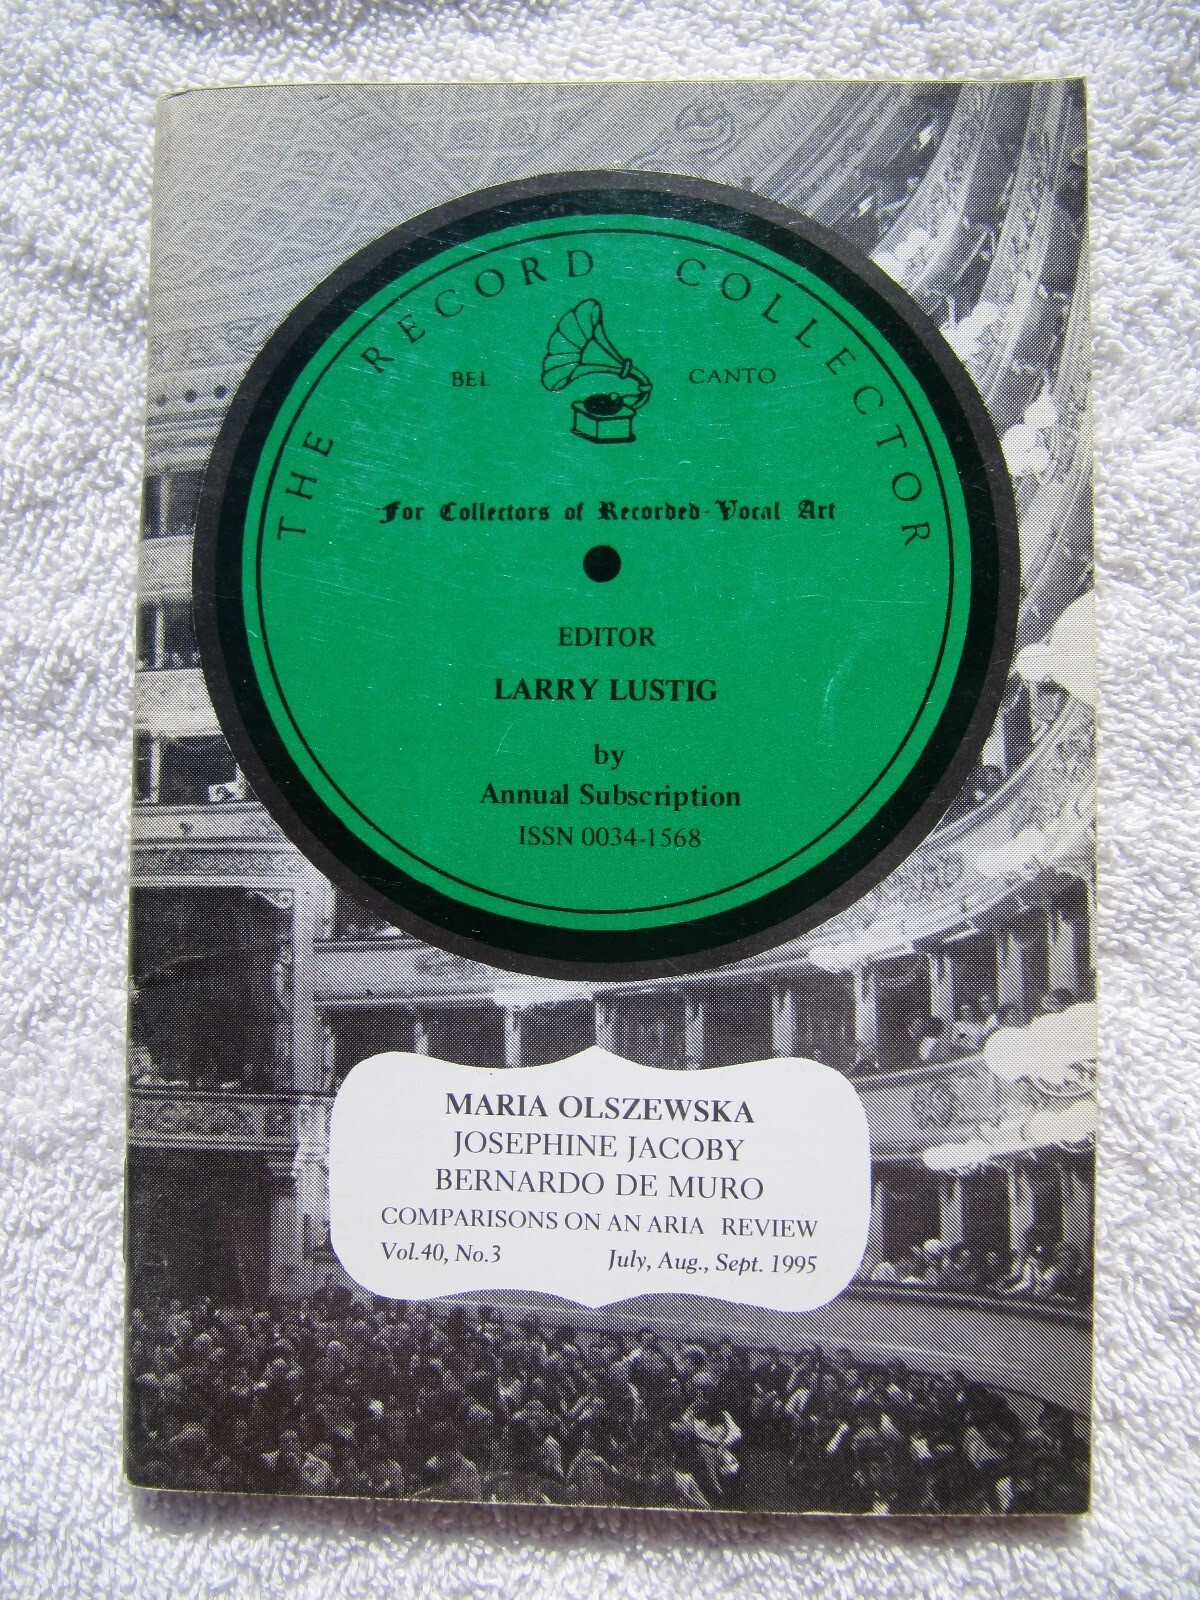 THE RECORD COLLECTOR
BEL CANTO
For Collectors of Recorded Vocal Art
EDITOR
LARRY LUSTIG
by
Annual Subscription
ISSN 0034-1568
MARIA OLSZEWSKA
JOSEPHINE JACOBY
BERNARDO DE MURO
COMPARISONS ON AN ARIA REVIEW
Vol.40, No.3 July, Aug., Sept. 1995